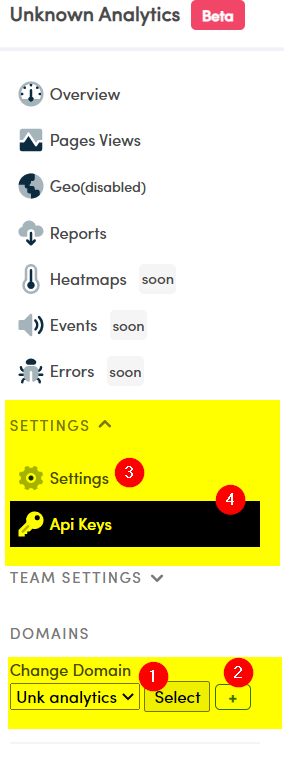 Unknown Analytics Beta
Overview
Pages Views
Geo(disabled)
Reports
Heatmaps soon
Events soon
Errors soon
SETTINGS
Settings 3
4
Api Keys
TEAM SETTINGS
DOMAINS
Change Domain 1 2
Unk analytics Select +